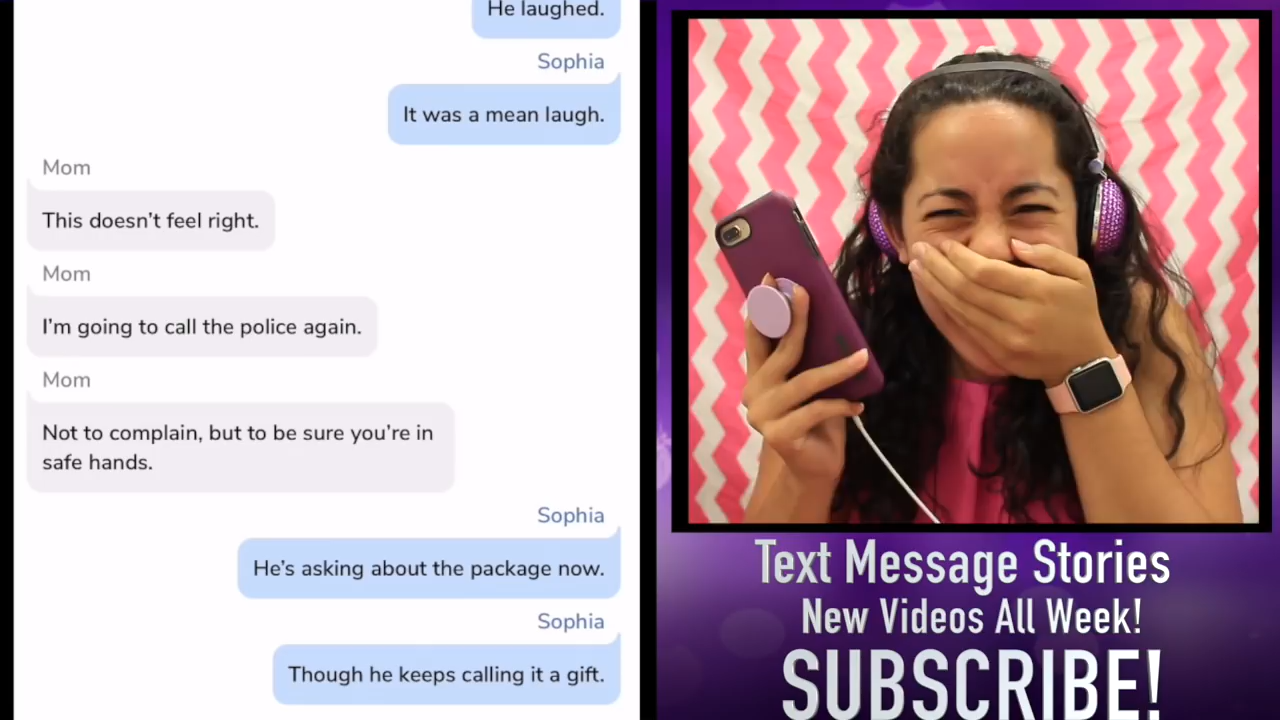 He laughed.
Sophia
It was a mean laugh.
Mom
This doesn’t feel right.
Mom
I’m going to call the police again.
Mom
Not to complain, but to be sure you’re in
safe hands.
Sophia
He’s asking about the package now.
Sophia
Though he keeps calling it a gift.
Text Message Stories
New Videos All Week!
SUBSCRIBE!